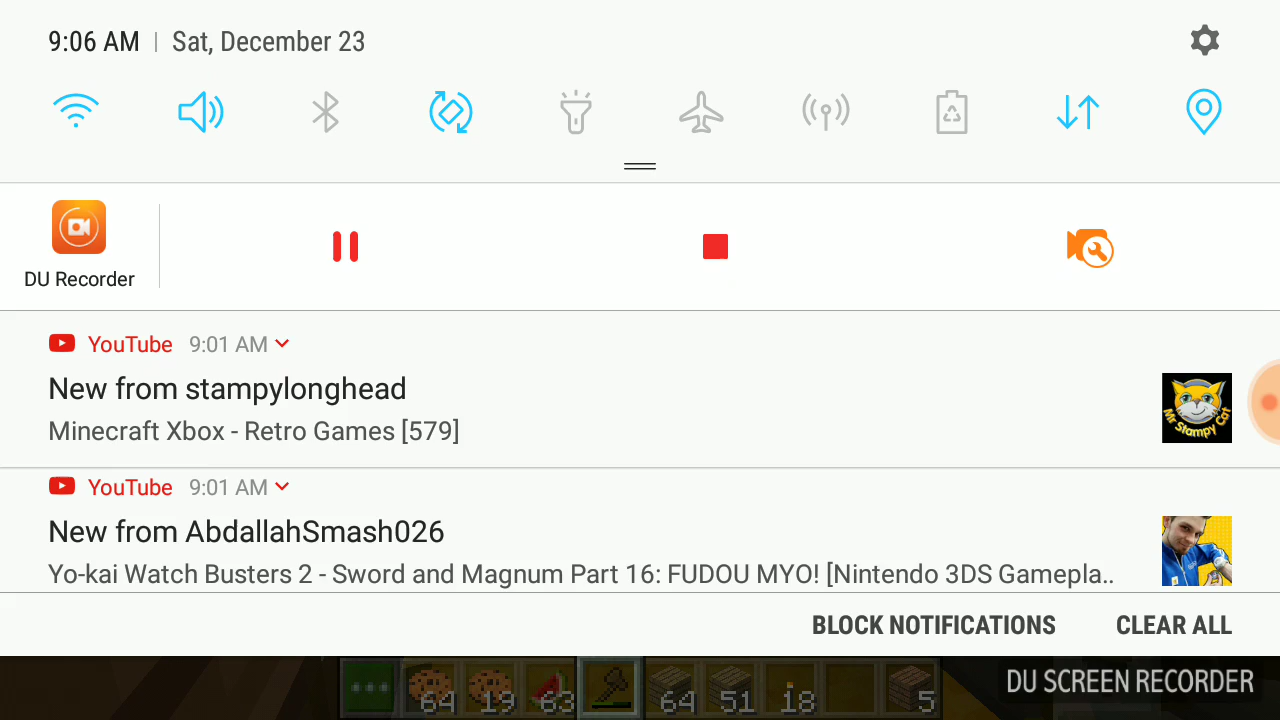 9:06 AM | Sat, December 23
DU Recorder
YouTube 9:01 AM
New from stampylonghead
Minecraft Xbox - Retro Games [579]
Mr Stampy Cat
YouTube 9:01 AM
New from AbdallahSmash026
Yo-kai Watch Busters 2 - Sword and Magnum Part 16: FUDOU MYO! [Nintendo 3DS Gamepla..
BLOCK NOTIFICATIONS CLEAR ALL
64 19 63 64 51 18 5
DU SCREEN RECORDER